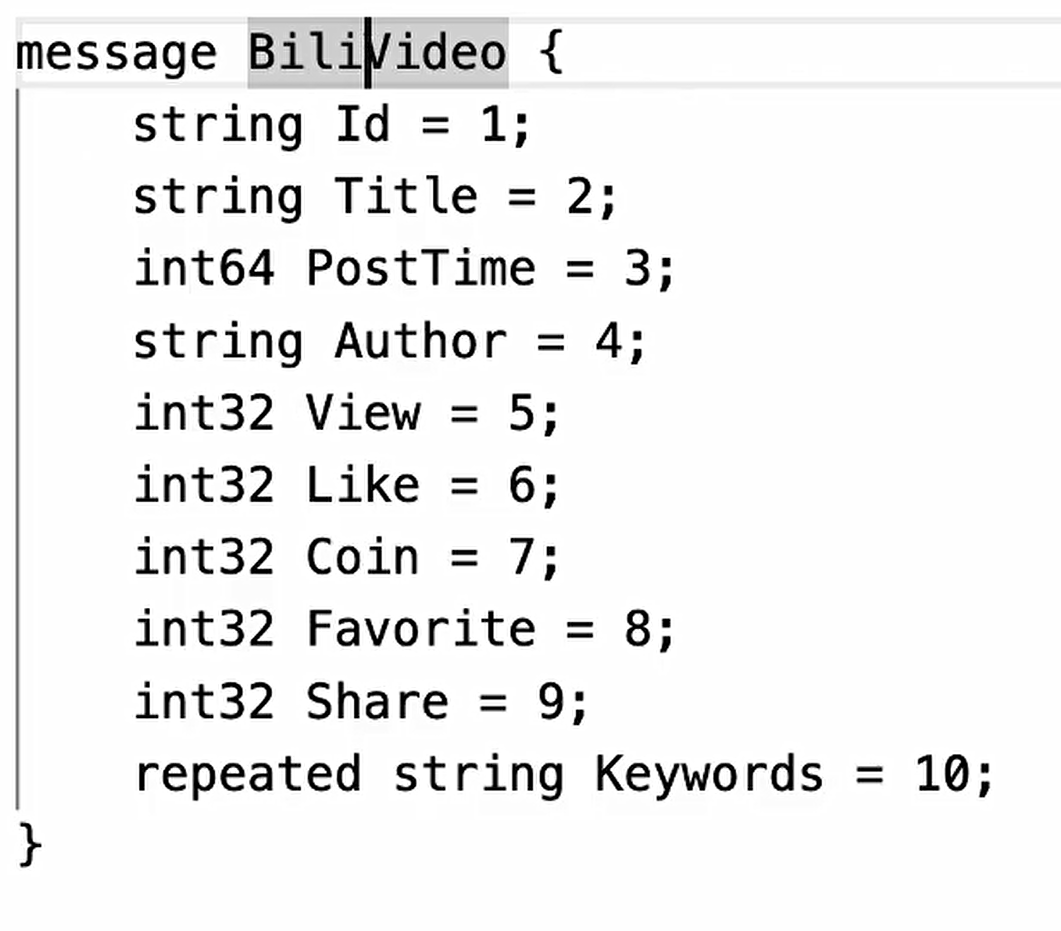 message BiliVideo {
    string Id = 1;
    string Title = 2;
    int64 PostTime = 3;
    string Author = 4;
    int32 View = 5;
    int32 Like = 6;
    int32 Coin = 7;
    int32 Favorite = 8;
    int32 Share = 9;
    repeated string Keywords = 10;
}